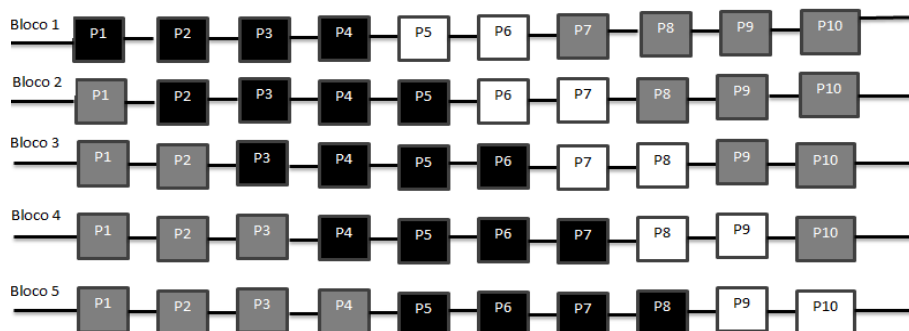 Bloco 1 P1 P2 P3 P4 P5 P6 P7 P8 P9 P10
Bloco 2 P1 P2 P3 P4 P5 P6 P7 P8 P9 P10
Bloco 3 P1 P2 P3 P4 P5 P6 P7 P8 P9 P10
Bloco 4 P1 P2 P3 P4 P5 P6 P7 P8 P9 P10
Bloco 5 P1 P2 P3 P4 P5 P6 P7 P8 P9 P10